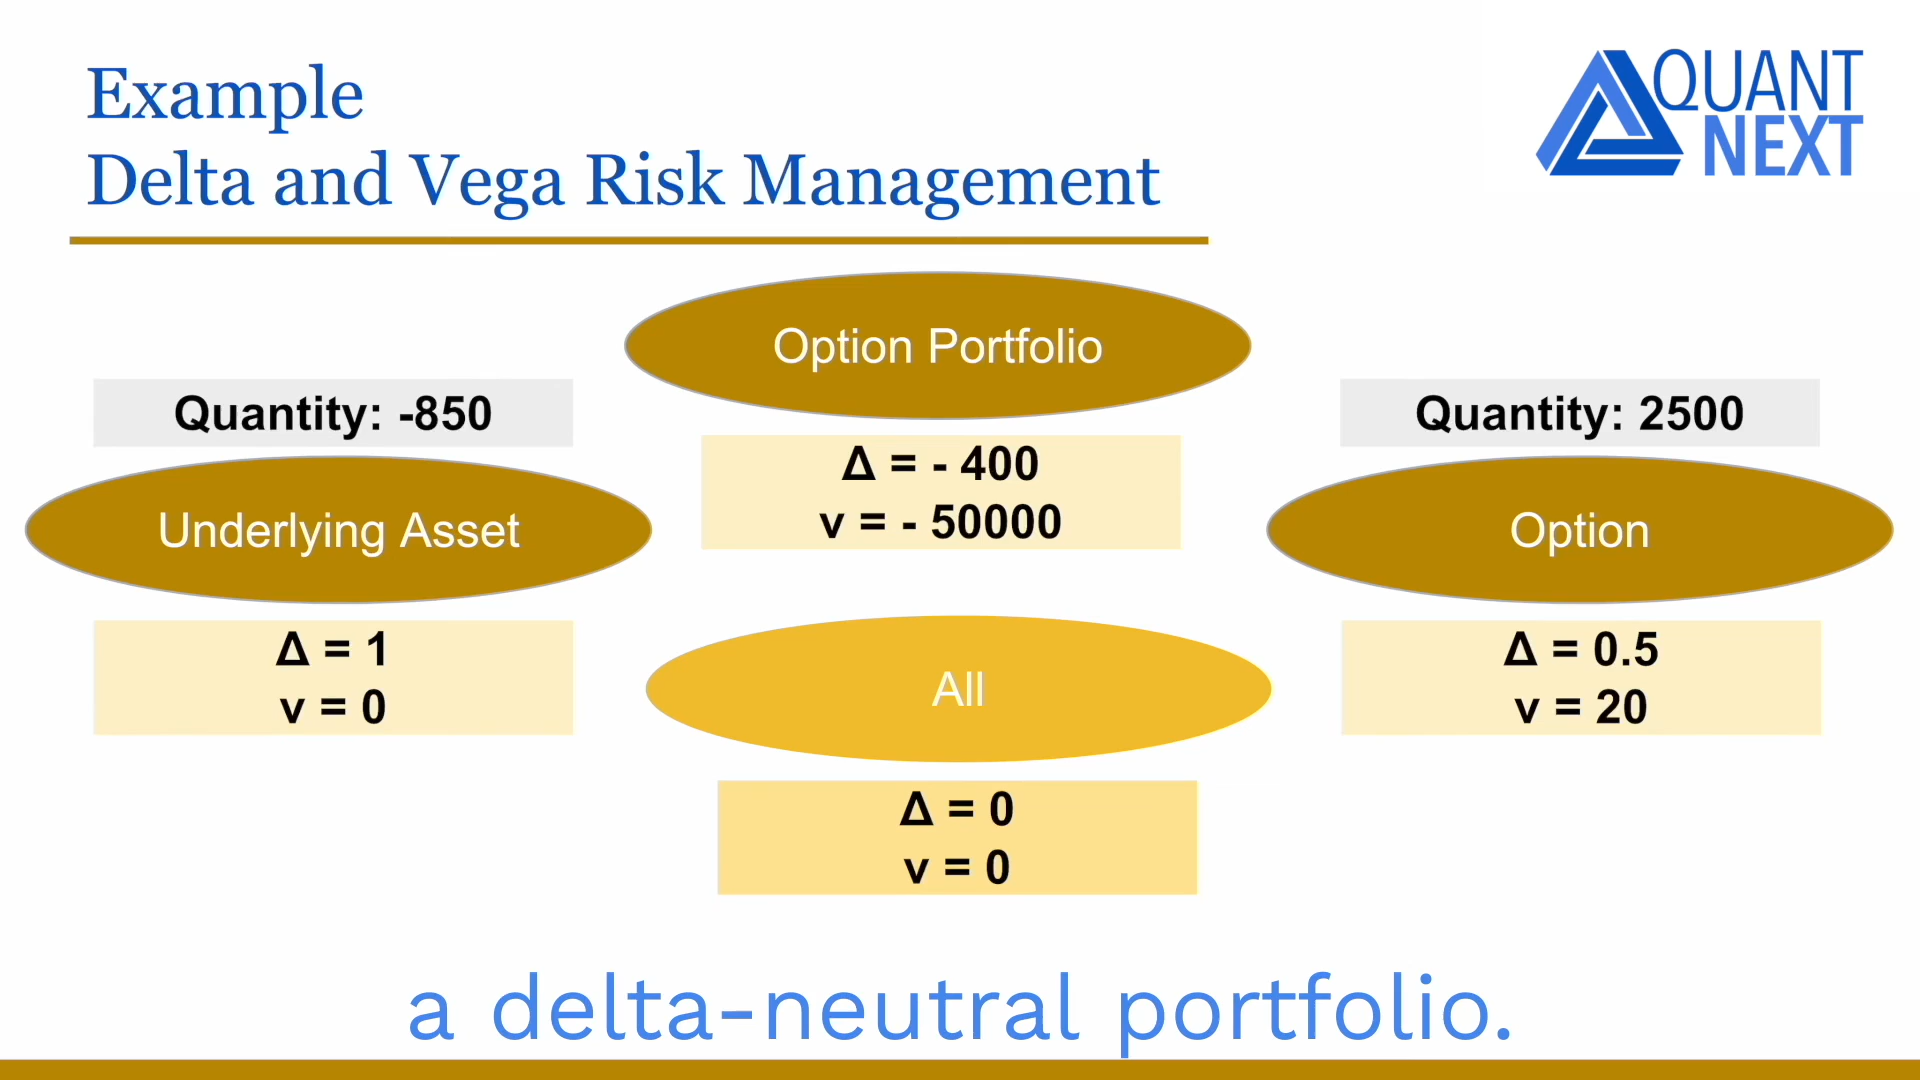 Example
Delta and Vega Risk Management
QUANT
NEXT
Option Portfolio
Δ = - 400
v = - 50000
Quantity: -850
Underlying Asset
Δ = 1
v = 0
Quantity: 2500
Option
Δ = 0.5
v = 20
All
Δ = 0
v = 0
a delta-neutral portfolio.